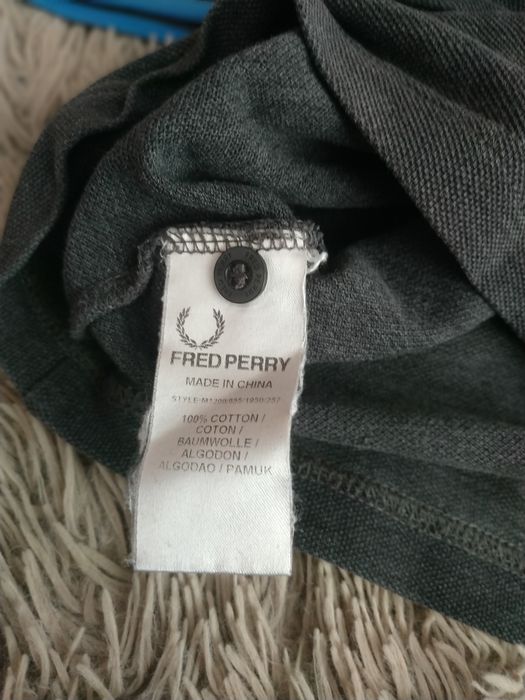 FRED PERRY
MADE IN CHINA
100% COTTON /
COTON /
BAUMWOLLE /
ALGODON /
ALGODAO / PAMUK